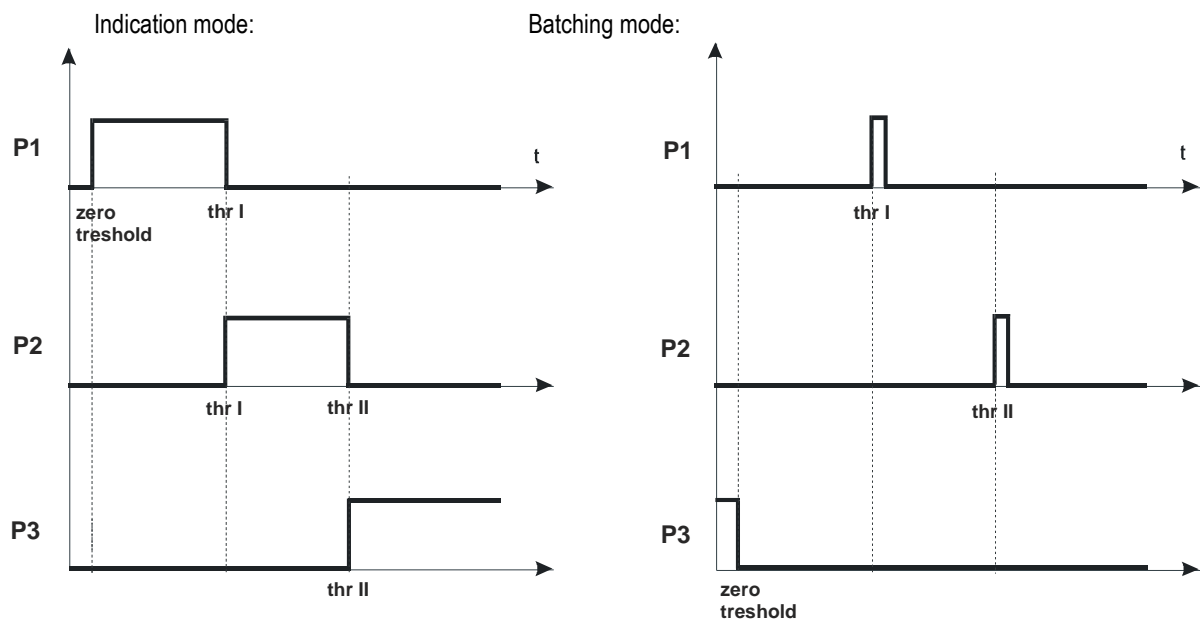 Indication mode:
Batching mode:
P1
t
zero
treshold
thr I
P2
thr I
thr II
P3
thr II
P1
t
thr I
P2
thr II
P3
zero
treshold